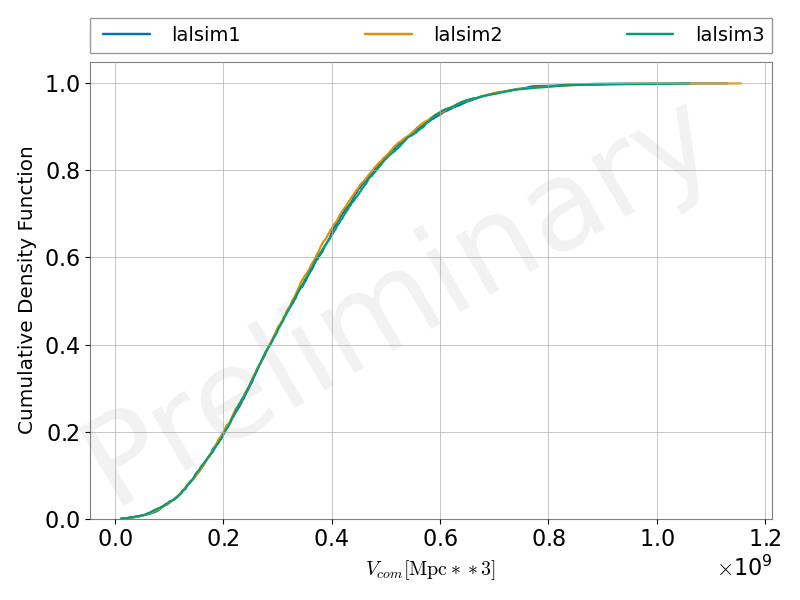 lalsim1 lalsim2 lalsim3
1.0
0.8
0.6
0.4
0.2
0.0
Cumulative Density Function
Preliminary
0.0 0.2 0.4 0.6 0.8 1.0 1.2
×10⁹
V_com[Mpc * *3]